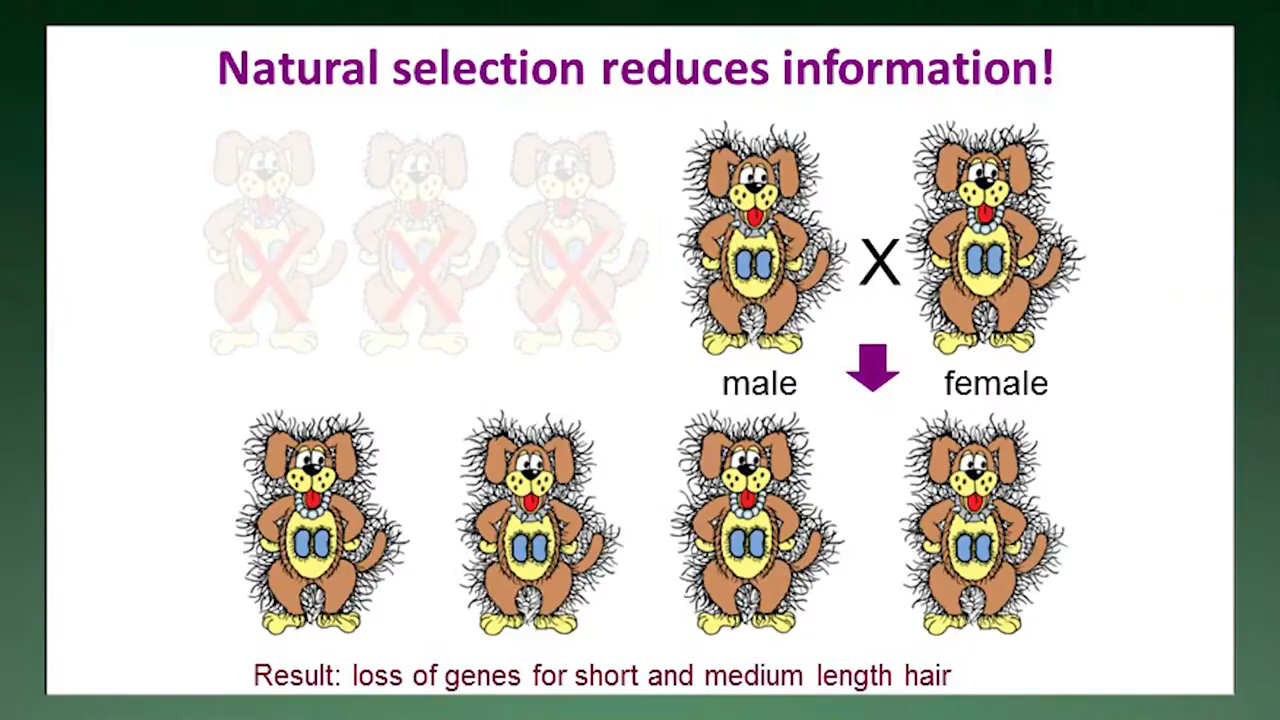 Natural selection reduces information!
X
male
female
Result: loss of genes for short and medium length hair